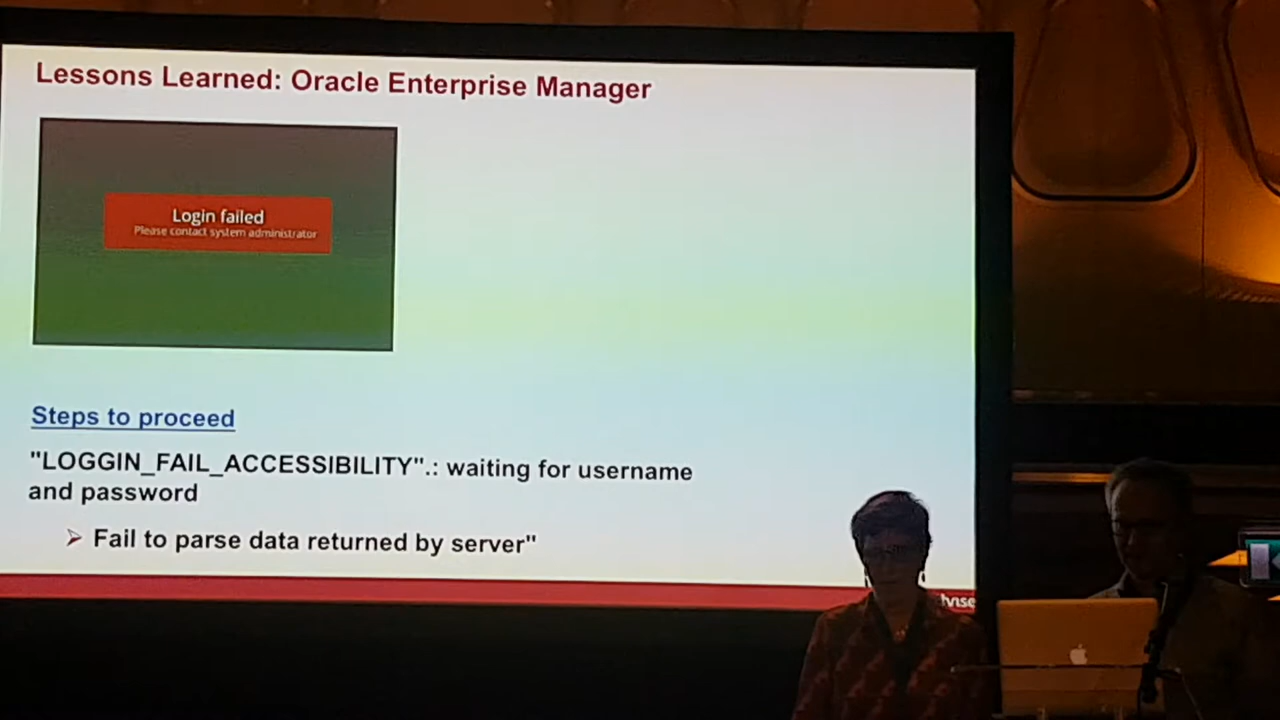 Lessons Learned: Oracle Enterprise Manager
Login failed
Please contact system administrator
Steps to proceed
"LOGGIN_FAIL_ACCESSIBILITY".: waiting for username
and password
Fail to parse data returned by server"